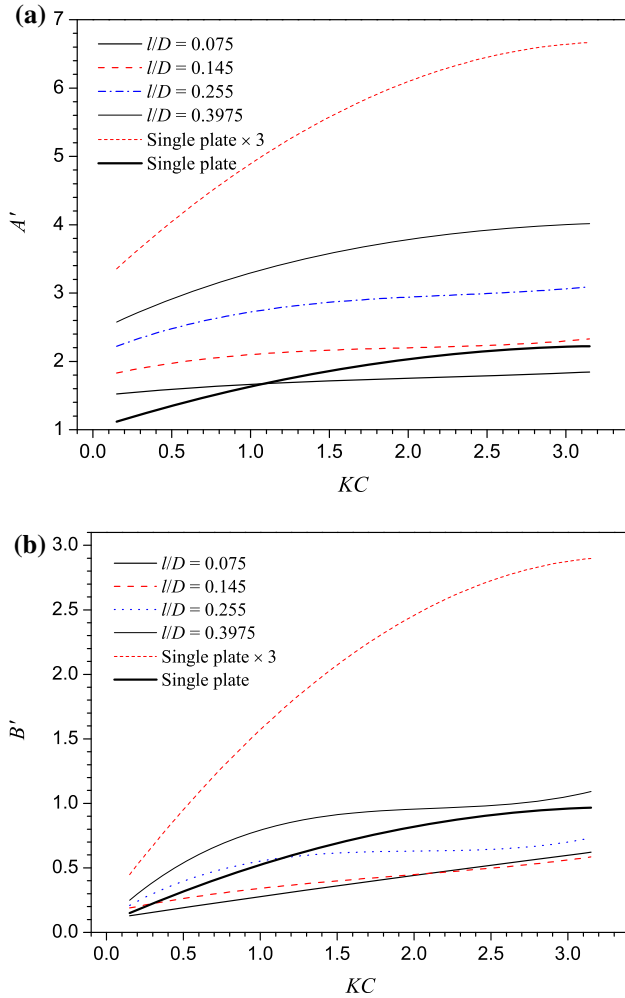 (a)
7
6
5
4
3
2
1
A'
l/D = 0.075
l/D = 0.145
l/D = 0.255
l/D = 0.3975
Single plate × 3
Single plate
0.0 0.5 1.0 1.5 2.0 2.5 3.0
KC
(b)
3.0
2.5
2.0
1.5
1.0
0.5
0.0
B'
l/D = 0.075
l/D = 0.145
l/D = 0.255
l/D = 0.3975
Single plate × 3
Single plate
0.0 0.5 1.0 1.5 2.0 2.5 3.0
KC